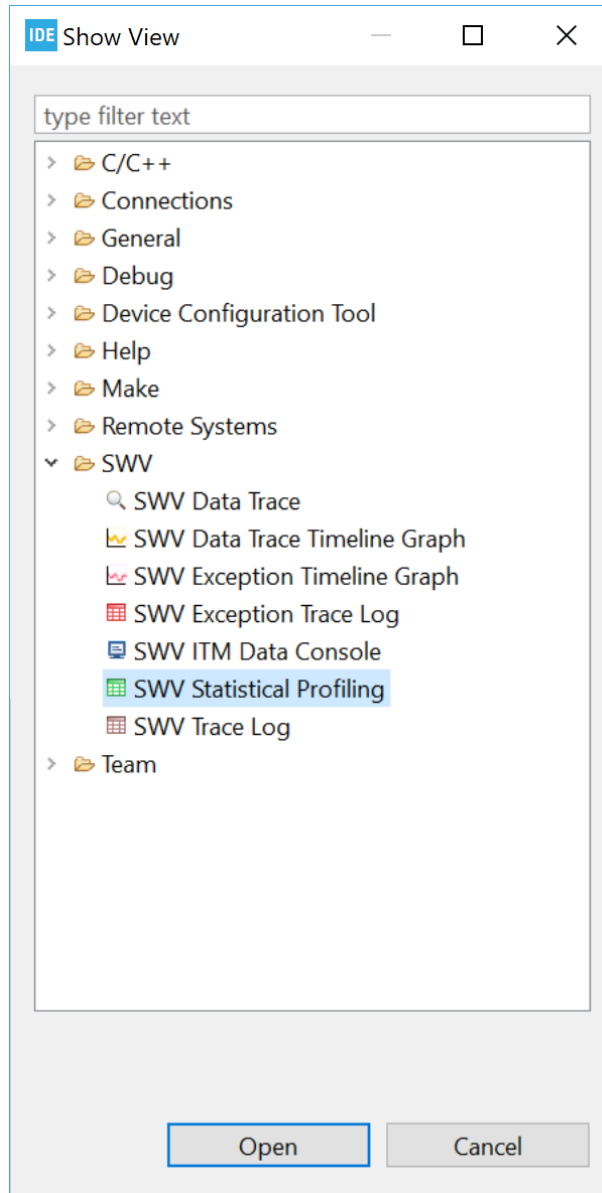 IDE Show View
type filter text
C/C++
Connections
General
Debug
Device Configuration Tool
Help
Make
Remote Systems
SWV
SWV Data Trace
SWV Data Trace Timeline Graph
SWV Exception Timeline Graph
SWV Exception Trace Log
SWV ITM Data Console
SWV Statistical Profiling
SWV Trace Log
Team
Open Cancel